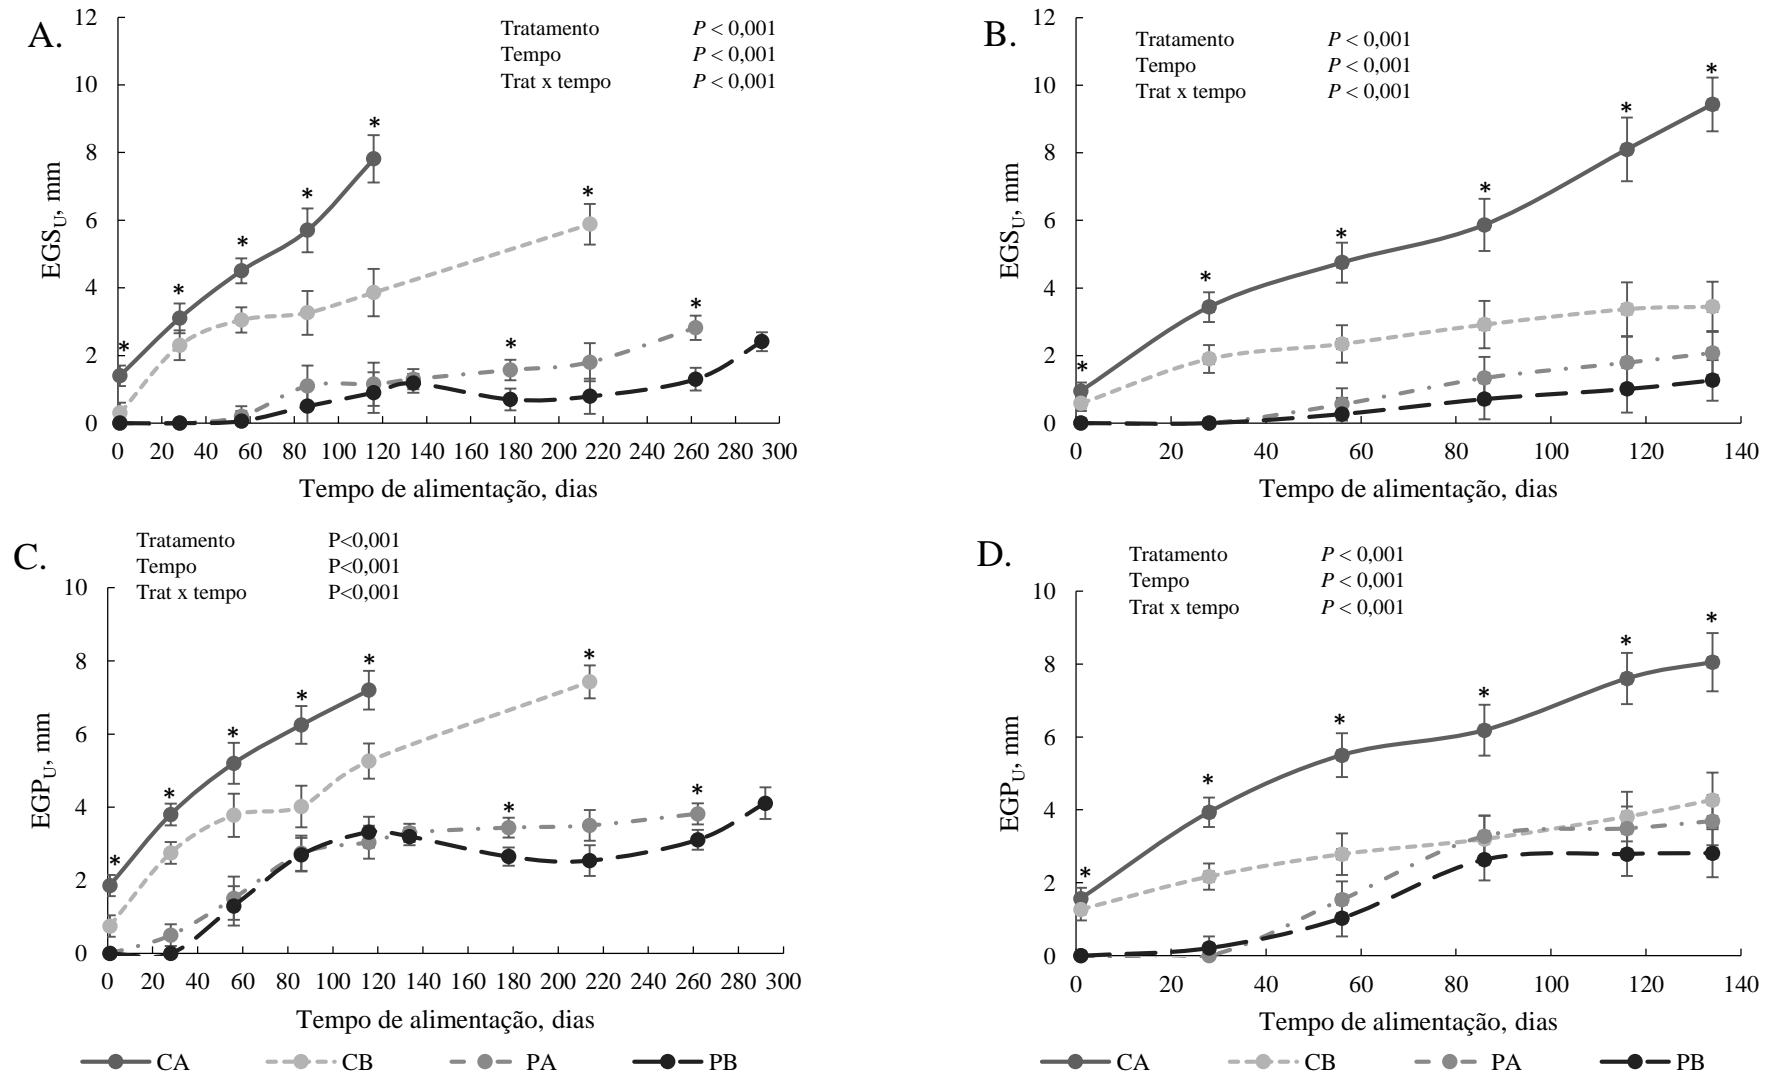 A.
Tratamento P < 0,001
Tempo P < 0,001
Trat x tempo P < 0,001
12
10
8
6
4
2
0
EGSU, mm
* * * * * * * *
0 20 40 60 80 100 120 140 160 180 200 220 240 260 280 300
Tempo de alimentação, dias
B.
Tratamento P < 0,001
Tempo P < 0,001
Trat x tempo P < 0,001
12
10
8
6
4
2
0
EGSU, mm
* * * * * *
0 20 40 60 80 100 120 140
Tempo de alimentação, dias
C.
Tratamento P<0,001
Tempo P<0,001
Trat x tempo P<0,001
10
8
6
4
2
0
EGPU, mm
* * * * * * * *
0 20 40 60 80 100 120 140 160 180 200 220 240 260 280 300
Tempo de alimentação, dias
CA CB PA PB
D.
Tratamento P < 0,001
Tempo P < 0,001
Trat x tempo P < 0,001
10
8
6
4
2
0
EGPU, mm
* * * * * *
0 20 40 60 80 100 120 140
Tempo de alimentação, dias
CA CB PA PB